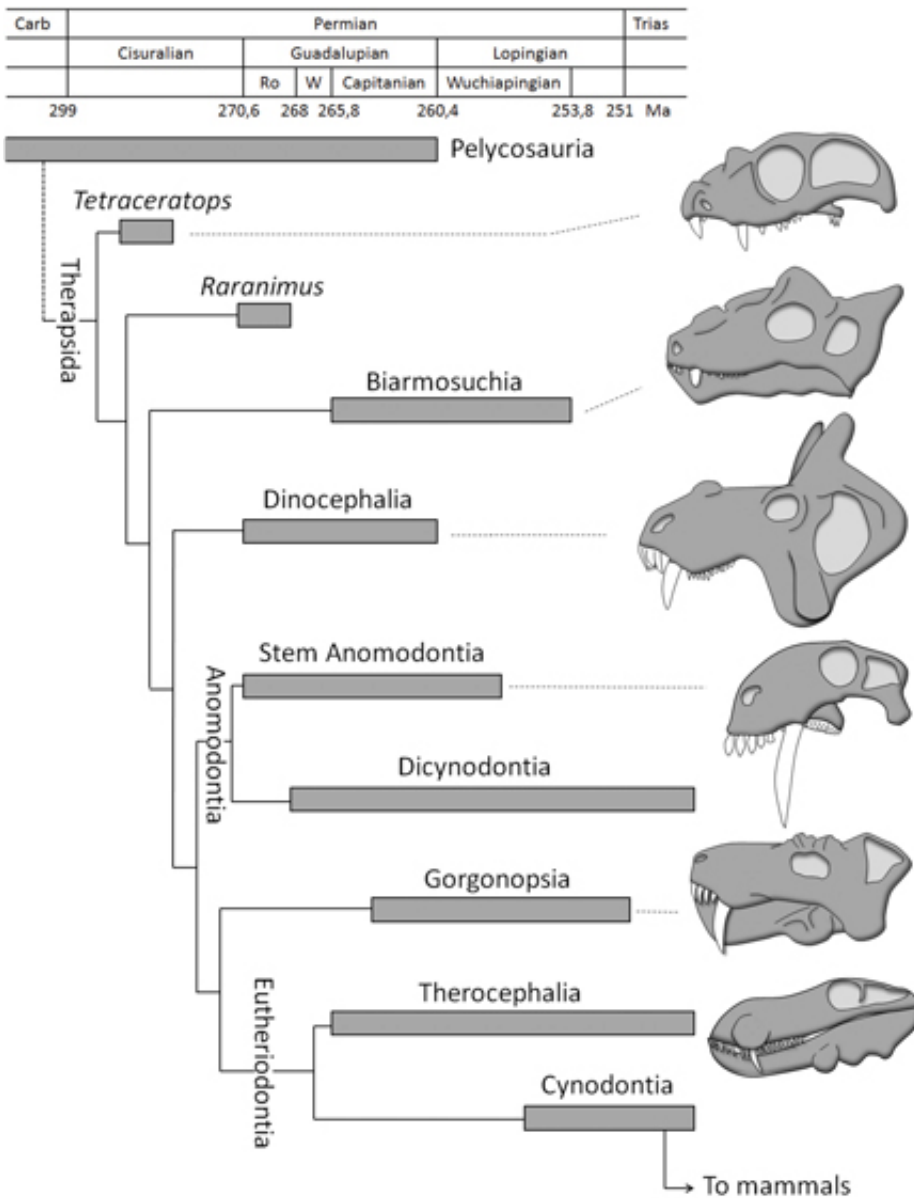 Carb Permian Trias
Cisuralian Guadalupian Lopingian
Ro W Capitanian Wuchiapingian
299 270,6 268 265,8 260,4 253,8 251 Ma
Pelycosauria
Tetraceratops
Therapsida
Raranimus
Biarmosuchia
Dinocephalia
Stem Anomodontia
Anomodontia
Dicynodontia
Gorgonopsia
Eutheriodontia
Therocephalia
Cynodontia
To mammals